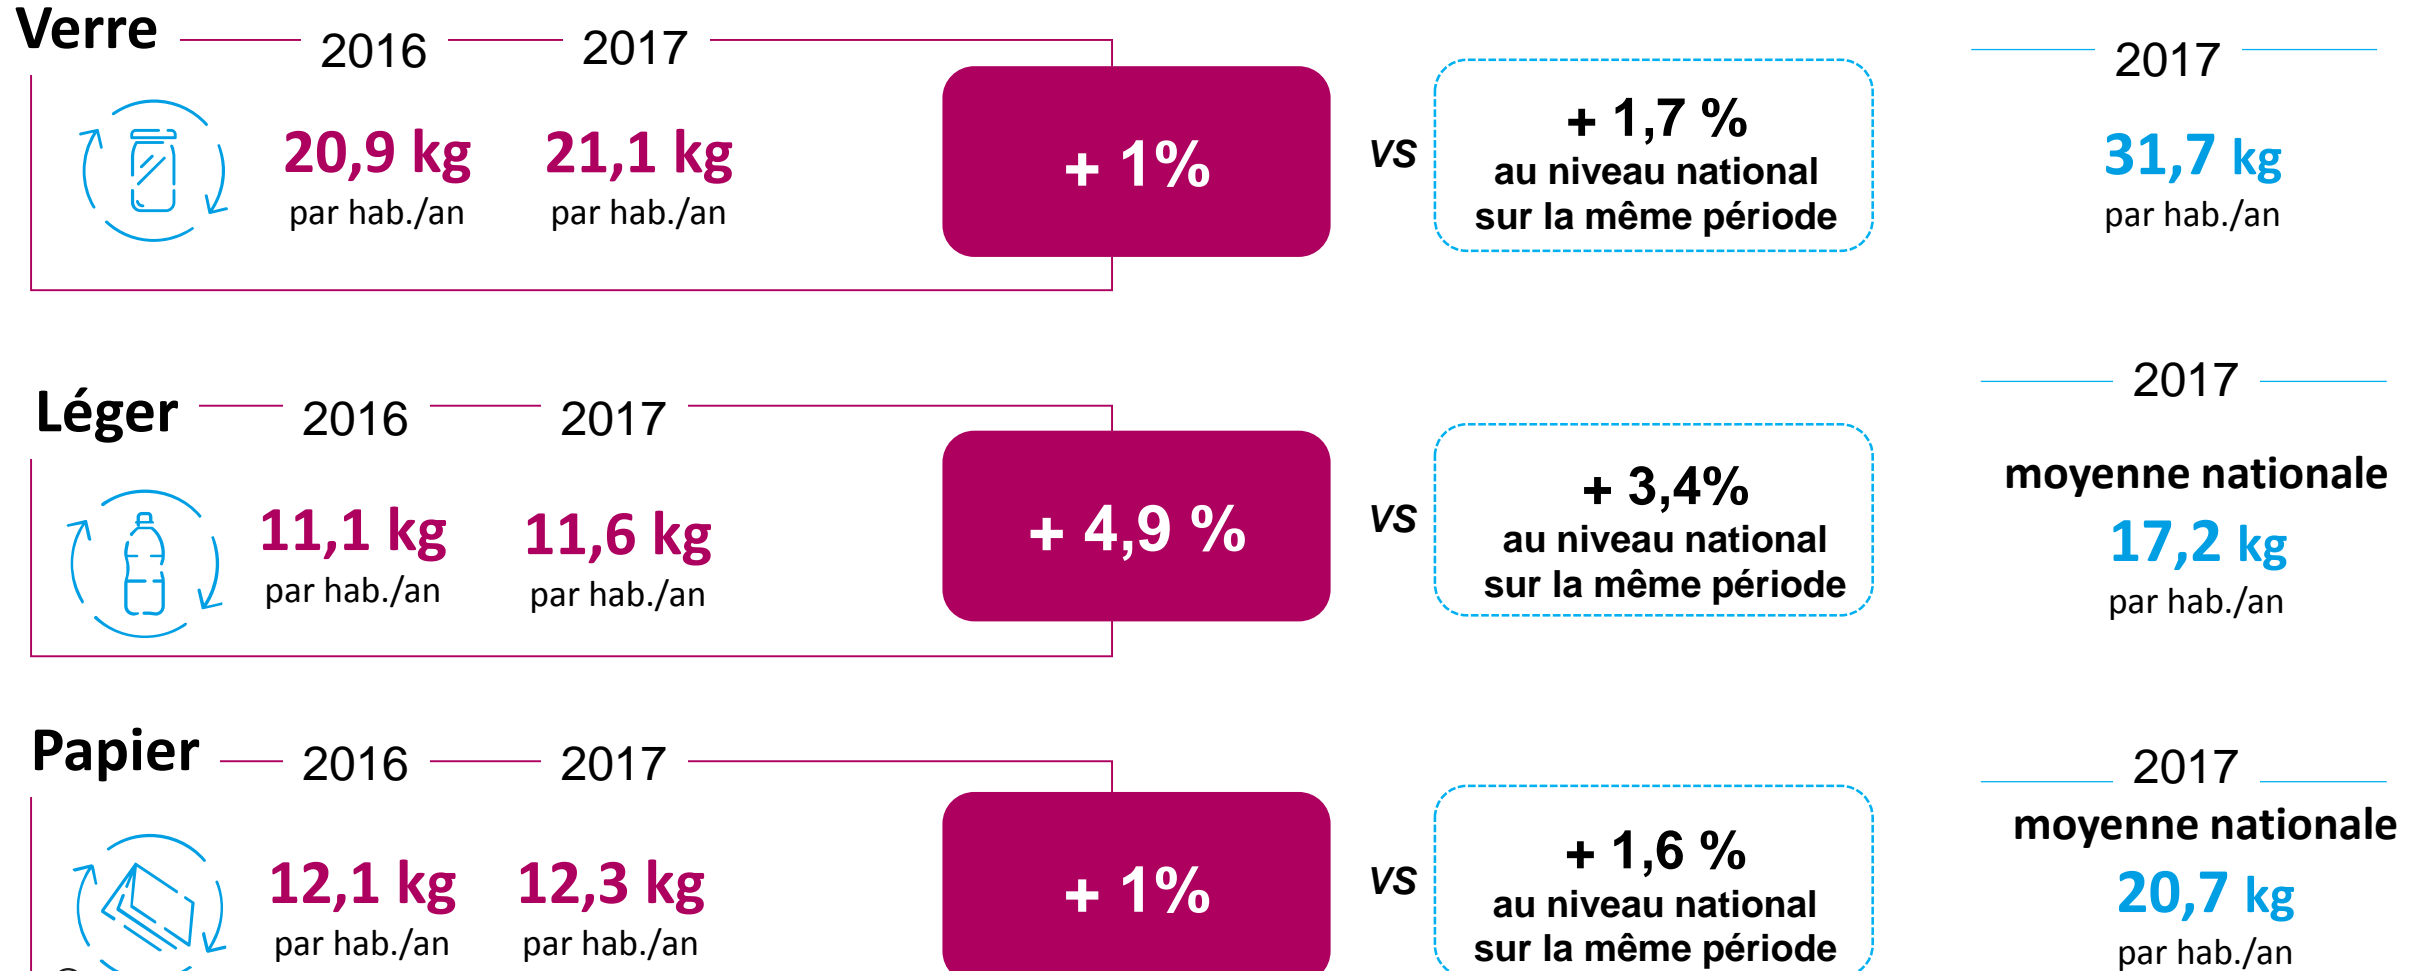 Verre
2016
2017
2017
20,9 kg
par hab./an
21,1 kg
par hab./an
+ 1%
VS
+ 1,7 %
au niveau national
sur la même période
31,7 kg
par hab./an
Léger
2016
2017
2017
11,1 kg
par hab./an
11,6 kg
par hab./an
+ 4,9 %
VS
+ 3,4%
au niveau national
sur la même période
moyenne nationale
17,2 kg
par hab./an
Papier
2016
2017
2017
12,1 kg
par hab./an
12,3 kg
par hab./an
+ 1%
VS
+ 1,6 %
au niveau national
sur la même période
moyenne nationale
20,7 kg
par hab./an